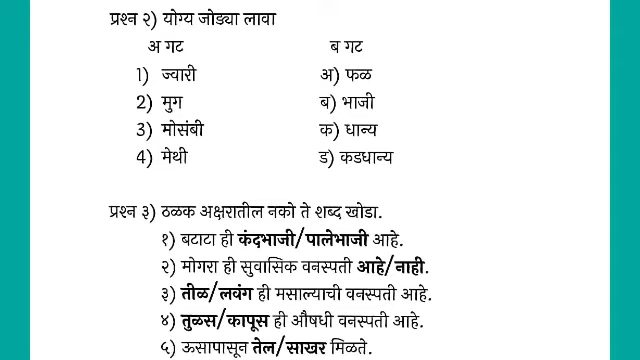 प्रश्न २) योग्य जोड्या लावा
अ गट ब गट
1) ज्वारी अ) फळ
2) मुग ब) भाजी
3) मोसंबी क) धान्य
4) मेथी ड) कडधान्य
प्रश्न ३) ठळक अक्षरातील नको ते शब्द खोडा.
१) बटाटा ही कंदभाजी/पालेभाजी आहे.
२) मोगरा ही सुवासिक वनस्पती आहे/नाही.
३) तीळ/लवंग ही मसाल्याची वनस्पती आहे.
४) तुळस/कापूस ही औषधी वनस्पती आहे.
५) ऊसापासून तेल/साखर मिळते.